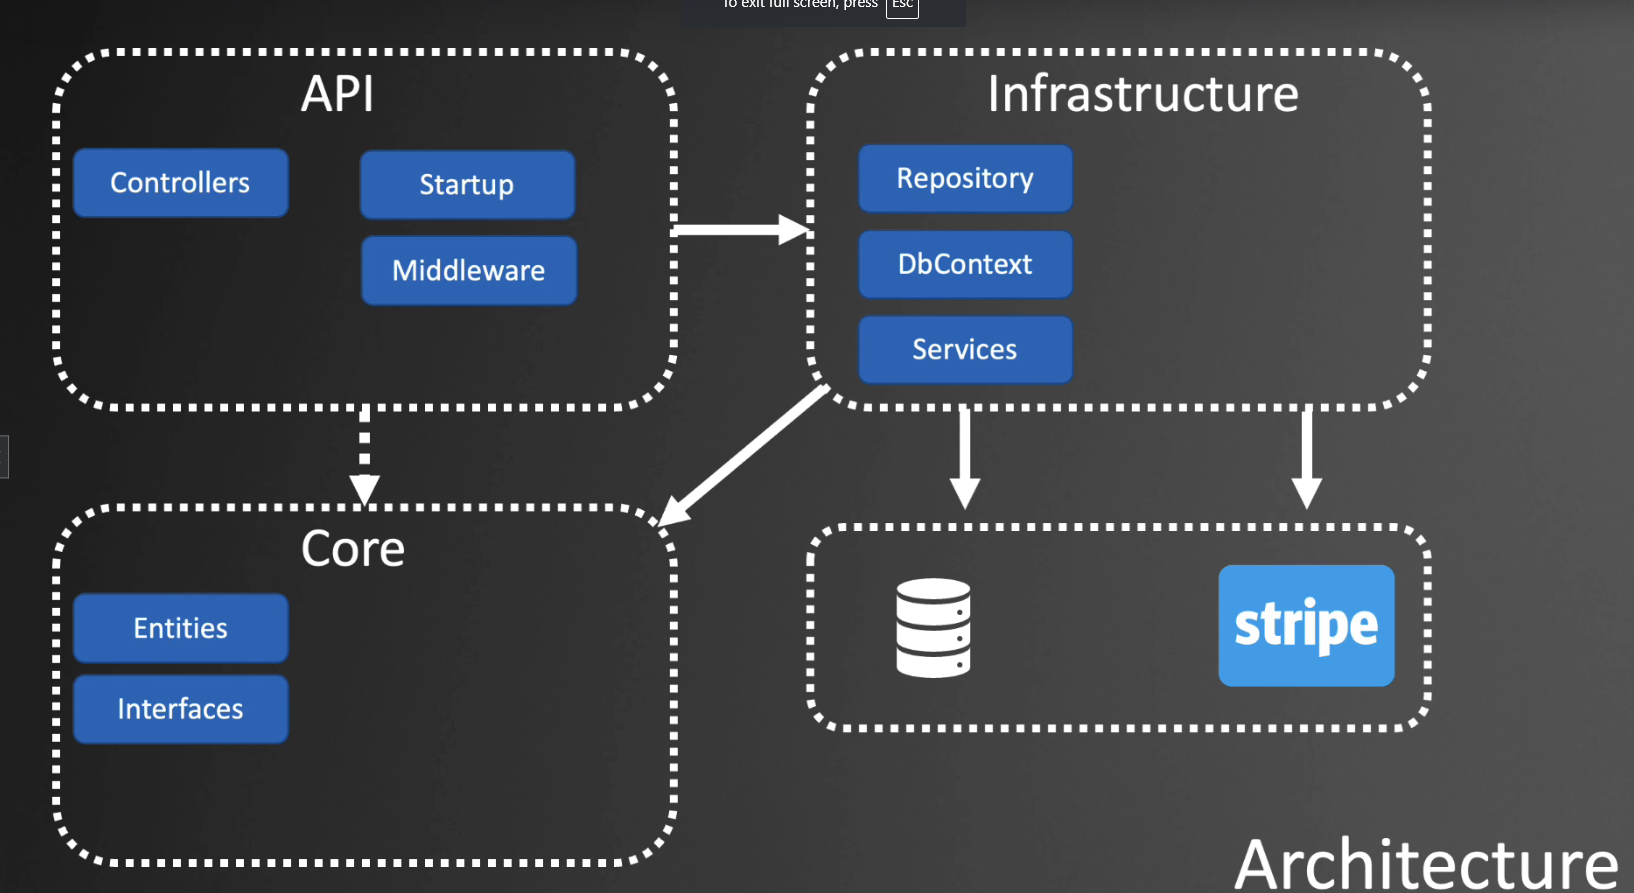 To exit full screen, press Esc
API
Controllers
Startup
Middleware
Infrastructure
Repository
DbContext
Services
Core
Entities
Interfaces
stripe
Architecture